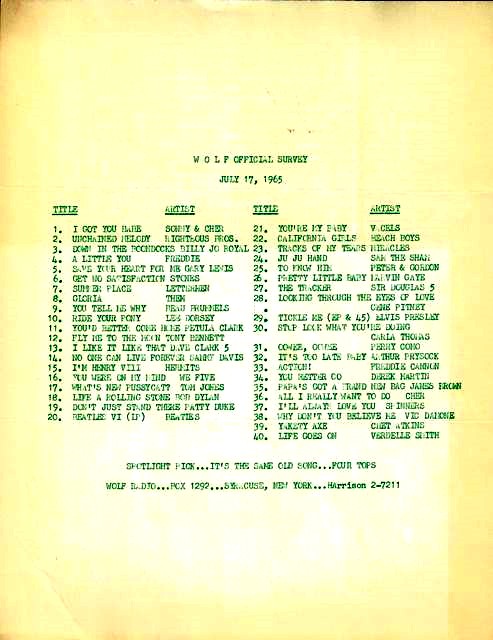 W O L F OFFICIAL SURVEY
JULY 17, 1965
TITLE ARTIST
1. I GOT YOU BABE SONNY & CHER
2. UNCHAINED MELODY RIGHTEOUS BROS.
3. DOWN IN THE BOONDOCKS BILLY JO ROYAL
4. A LITTLE YOU FREDDIE
5. SAVE YOUR HEART FOR ME GARY LEWIS
6. GET NO SATISFACTION STONES
7. SUMMER PLACE LETTERMEN
8. GLORIA THEM
9. YOU TELL ME WHY BEAU BRUMMELS
10. RIDE YOUR PONY LEE DORSEY
11. YOU'D BETTER COME HOME PETULA CLARK
12. FLY ME TO THE MOON TONY BENNETT
13. I LIKE IT LIKE THAT DAVE CLARK 5
14. NO ONE CAN LIVE FOREVER SAMMY DAVIS
15. I'M HENRY VIII HERMITS
16. YOU WERE ON MY MIND WE FIVE
17. WHAT'S NEW PUSSYCAT? TOM JONES
18. LIFE A ROLLING STONE BOB DYLAN
19. DON'T JUST STAND THERE PATTY DUKE
20. BEATLES VI (LP) BEATLES
TITLE ARTIST
21. YOU'RE MY BABY VACELS
22. CALIFORNIA GIRLS BEACH BOYS
23. TRACKS OF MY TEARS MIRACLES
24. JU JU HAND SAM THE SHAM
25. TO KNOW HIM PETER & GORDON
26. PRETTY LITTLE BABY MARVIN GAYE
27. THE TRACKER SIR DOUGLAS 5
28. LOOKING THROUGH THE EYES OF LOVE
GENE PITNEY
29. TICKLE ME (EP & 45) ELVIS PRESLEY
30. STOP LOOK WHAT YOU'RE DOING
CARLA THOMAS
31. OOWEE, OOWEE PERRY COMO
32. IT'S TOO LATE BABY ARTHUR PRYSOCK
33. ACTION! FREDDIE CANNON
34. YOU BETTER GO DEREK MARTIN
35. PAPA'S GOT A BRAND NEW BAG JAMES BROWN
36. ALL I REALLY WANT TO DO CHER
37. I'LL ALWAYS LOVE YOU SPINNERS
38. WHY DON'T YOU BELIEVE ME VIC DAMONE
39. YAKETY AXE CHET ATKINS
40. LIFE GOES ON VERDELLE SMITH
SPOTLIGHT PICK...IT'S THE SAME OLD SONG...FOUR TOPS
WOLF RADIO...BOX 1292...SYRACUSE, NEW YORK...HArrison 2-7211